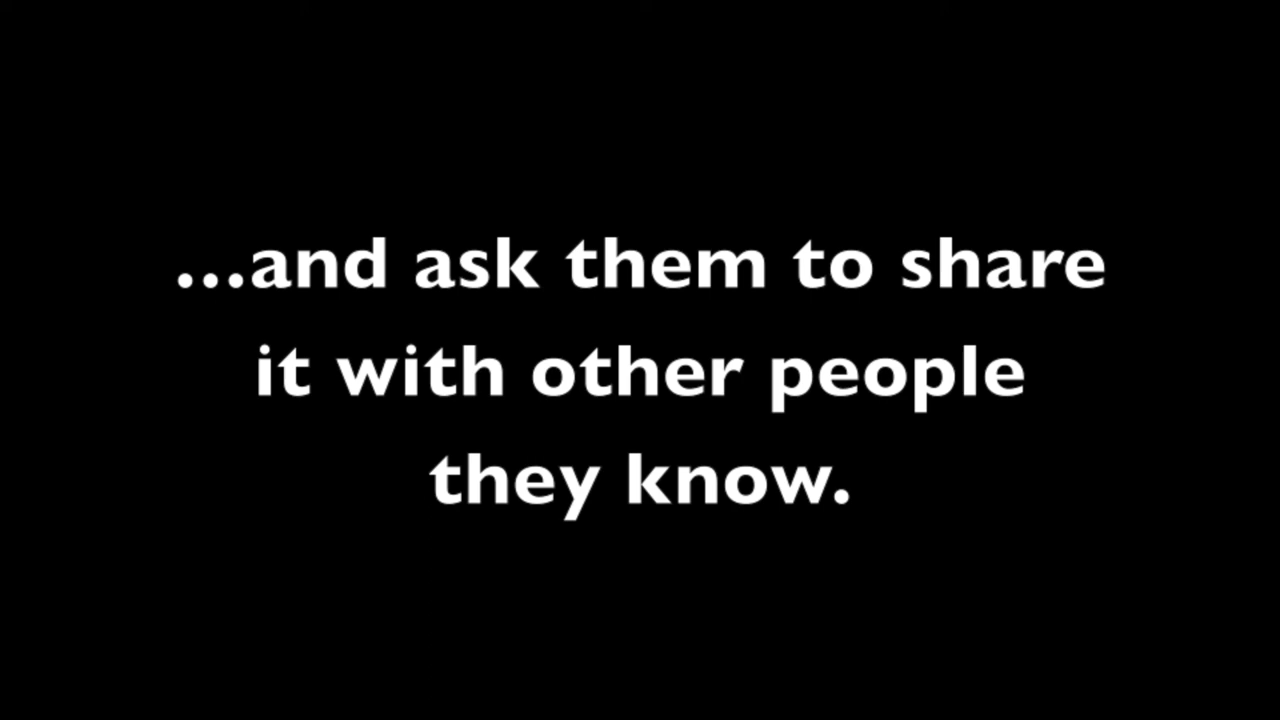 ...and ask them to share
it with other people
they know.